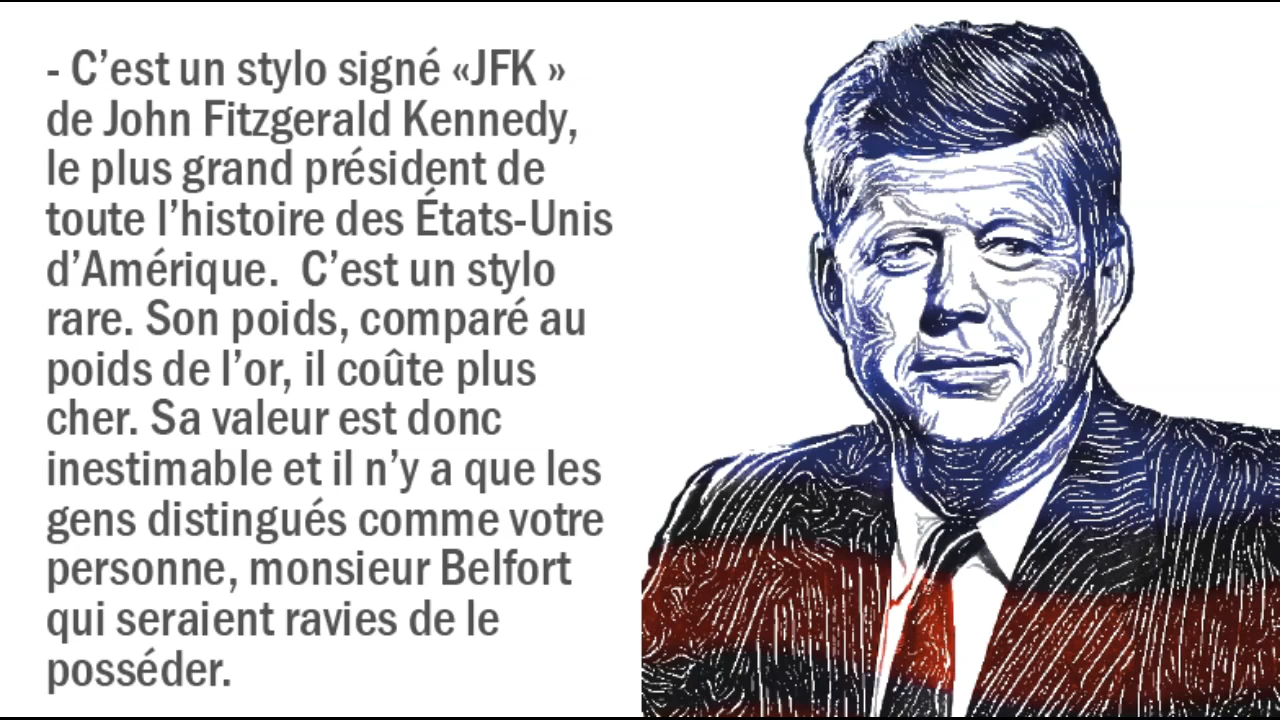 - C’est un stylo signé «JFK »
de John Fitzgerald Kennedy,
le plus grand président de
toute l’histoire des États-Unis
d’Amérique.  C’est un stylo
rare. Son poids, comparé au
poids de l’or, il coûte plus
cher. Sa valeur est donc
inestimable et il n’y a que les
gens distingués comme votre
personne, monsieur Belfort
qui seraient ravies de le
posséder.